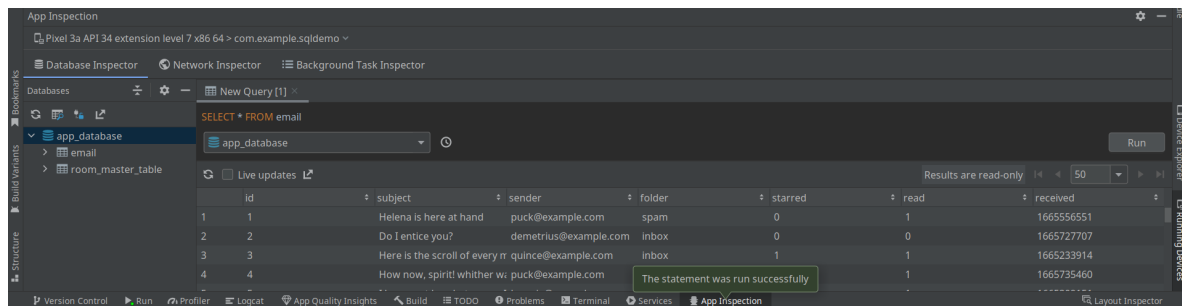 App Inspection
Pixel 3a API 34 extension level 7 x86 64 > com.example.sqldemo
Database Inspector Network Inspector Background Task Inspector
Databases New Query [1]
SELECT * FROM email
app_database
email
room_master_table
app_database Run
Live updates Results are read-only 50
id subject sender folder starred read received
1 1 Helena is here at hand puck@example.com spam 0 1 1665556551
2 2 Do I entice you? demetrius@example.com inbox 0 0 1665727707
3 3 Here is the scroll of every quince@example.com inbox 1 1 1665233914
4 4 How now, spirit! whither puck@example.com 1 1665735460
The statement was run successfully
Version Control Run Profiler Logcat App Quality Insights Build TODO Problems Terminal Services App Inspection Layout Inspector
Bookmarks
Build Variants
Structure
Device Explorer
Running Devices